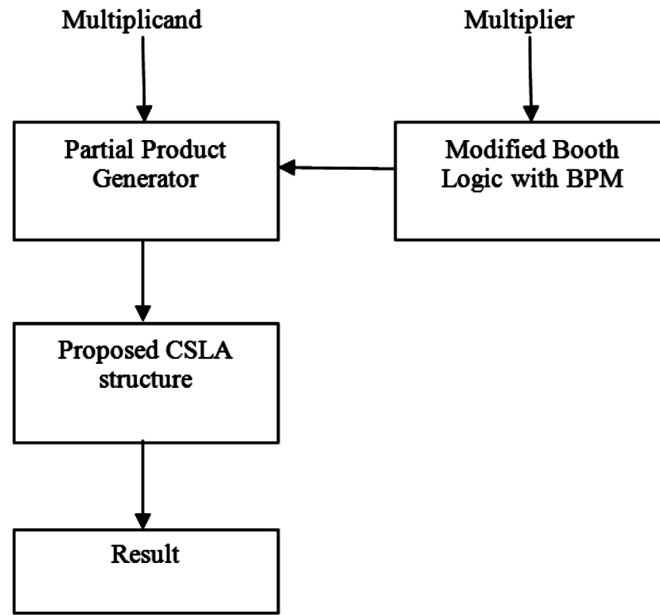 Multiplicand
Multiplier
Partial Product
Generator
Modified Booth
Logic with BPM
Proposed CSLA
structure
Result